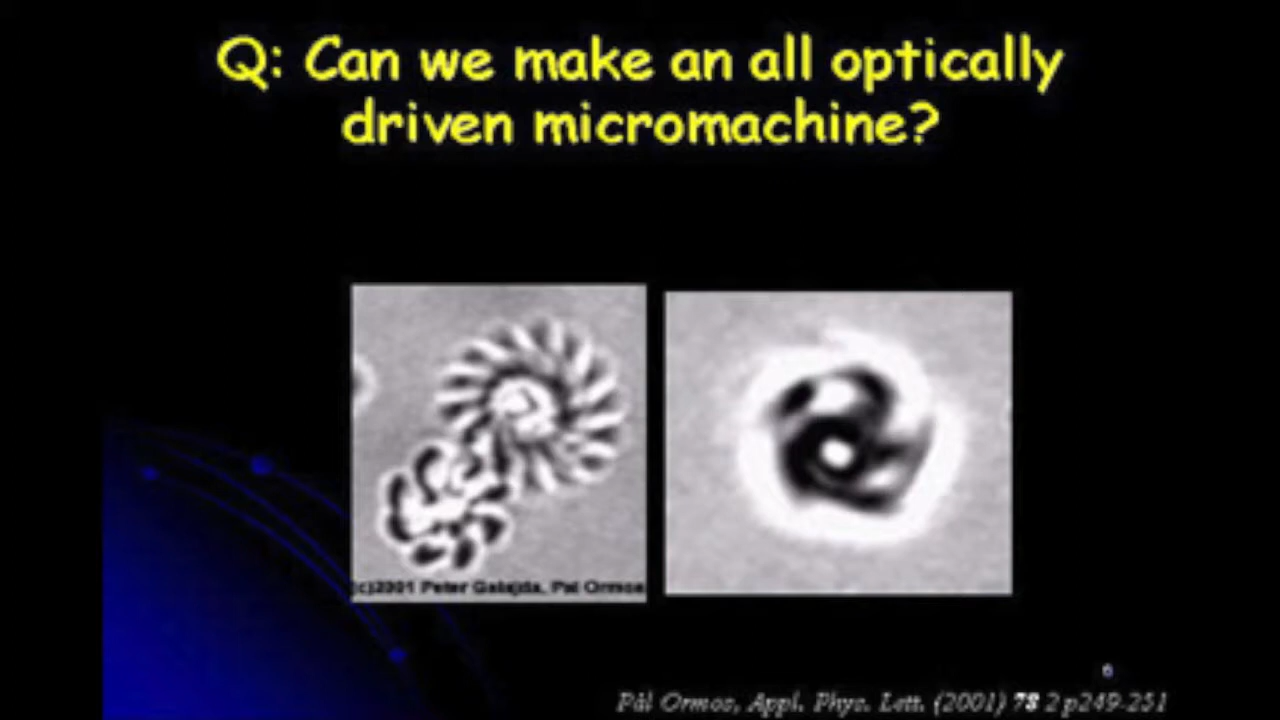 Q: Can we make an all optically
driven micromachine?
(c)2001 Peter Galajda, Pal Ormos
6
Pál Ormos, Appl. Phys. Lett. (2001) 78 2 p249-251